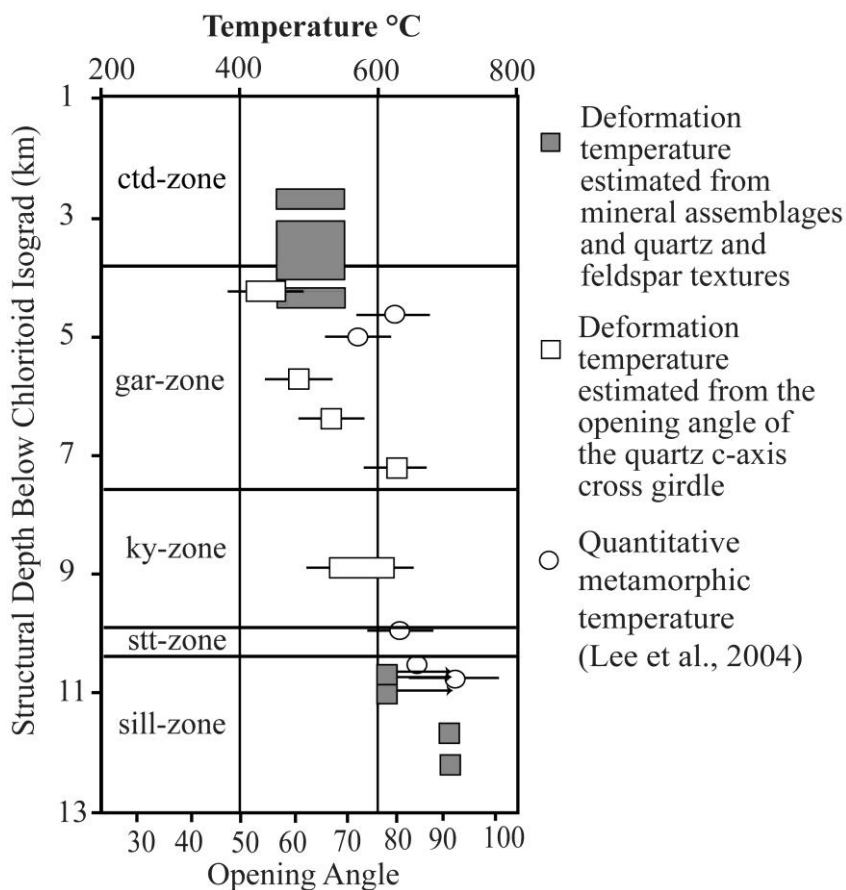 Temperature °C
200 400 600 800
Structural Depth Below Chloritoid Isograd (km)
1
3
5
7
9
11
13
ctd-zone
gar-zone
ky-zone
stt-zone
sill-zone
30 40 50 60 70 80 90 100
Opening Angle
Deformation
temperature
estimated from
mineral assemblages
and quartz and
feldspar textures
Deformation
temperature
estimated from the
opening angle of
the quartz c-axis
cross girdle
Quantitative
metamorphic
temperature
(Lee et al., 2004)